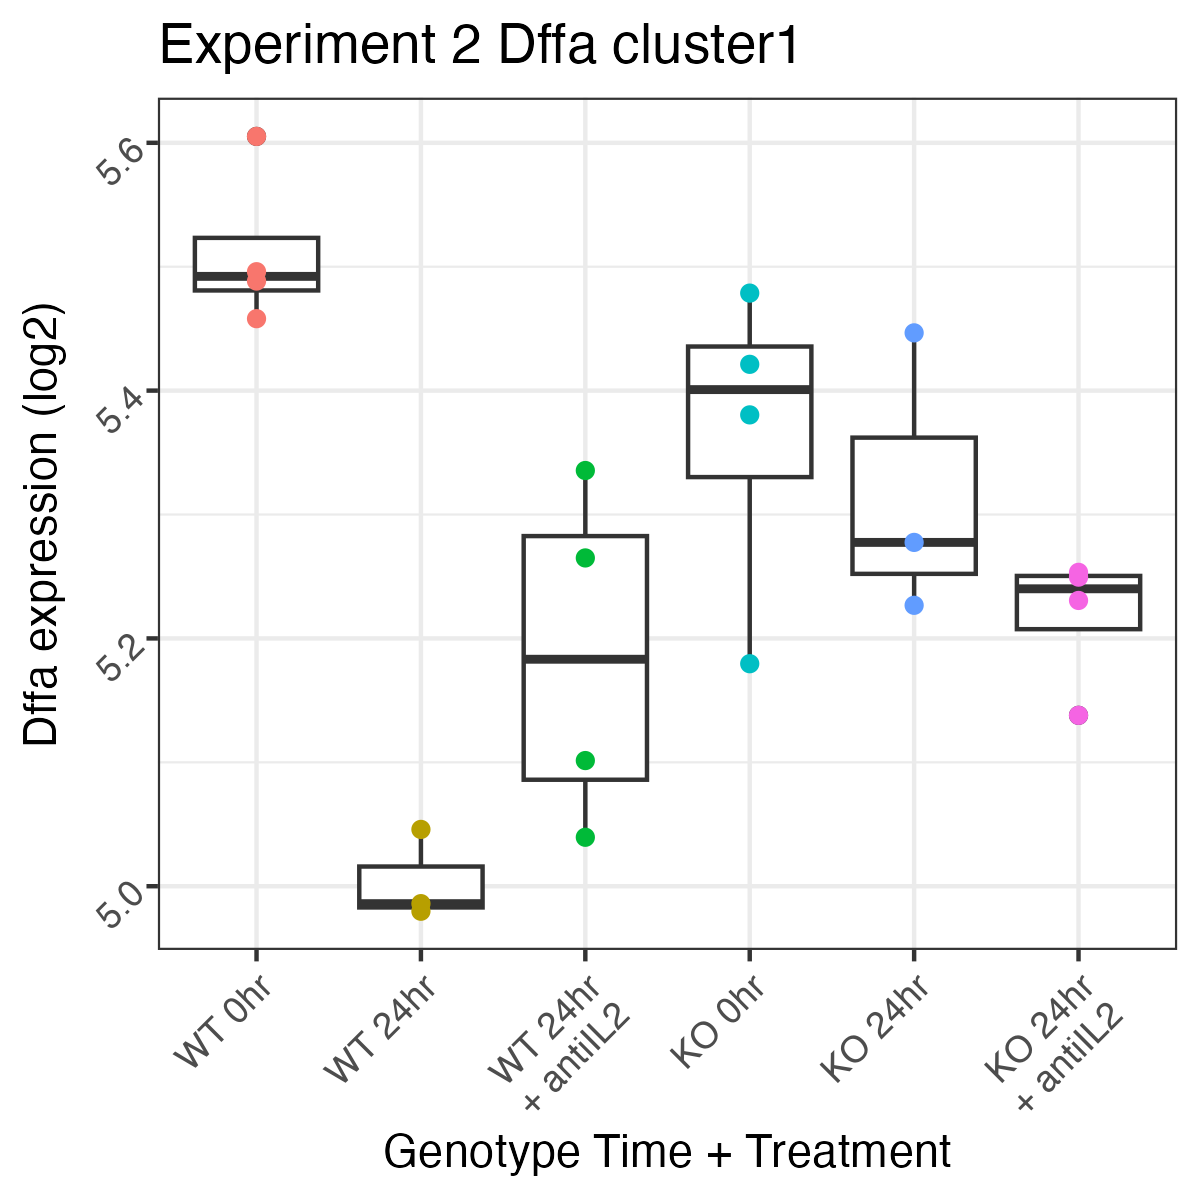 Experiment 2 Dffa cluster1
Dffa expression (log2)
5.6
5.4
5.2
5.0
WT 0hr
WT 24hr
WT 24hr
+ antiIL2
KO 0hr
KO 24hr
KO 24hr
+ antiIL2
Genotype Time + Treatment